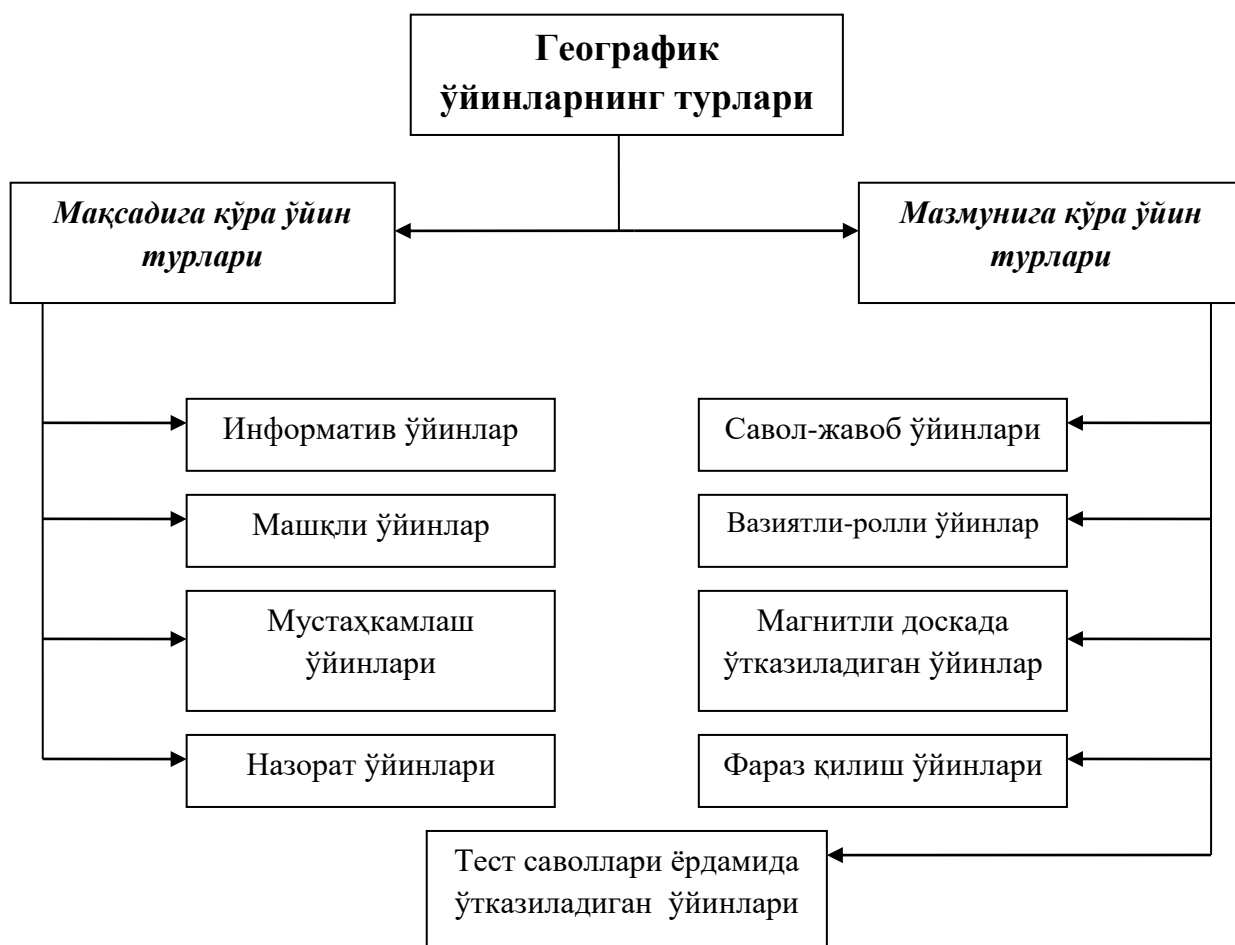 Географик
ўйинларнинг турлари
Мақсадига кўра ўйин
турлари
Мазмунига кўра ўйин
турлари
Информатив ўйинлар
Савол-жавоб ўйинлари
Машқли ўйинлар
Вазиятли-ролли ўйинлар
Мустаҳкамлаш
ўйинлари
Магнитли доскада
ўтказиладиган ўйинлар
Назорат ўйинлари
Фараз қилиш ўйинлари
Тест саволлари ёрдамида
ўтказиладиган ўйинлари